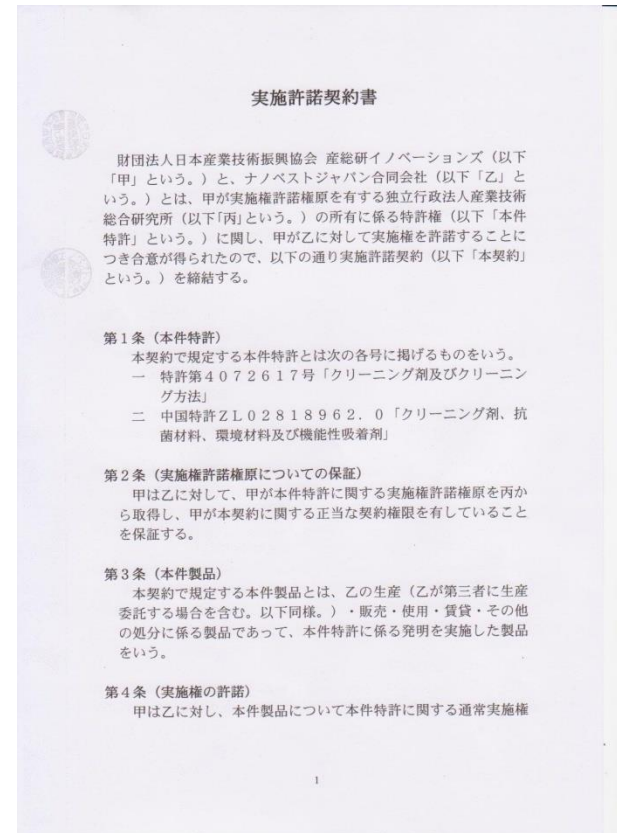 実施許諾契約書
財団法人日本産業技術振興協会 産総研イノベーションズ（以下
「甲」という。）と、ナノベストジャパン合同会社（以下「乙」と
いう。）とは、甲が実施権許諾権原を有する独立行政法人産業技術
総合研究所（以下「丙」という。）の所有に係る特許権（以下「本件
特許」という。）に関し、甲が乙に対して実施権を許諾することに
つき合意が得られたので、以下の通り実施許諾契約（以下「本契約」
という。）を締結する。
第１条（本件特許）
本契約で規定する本件特許とは次の各号に掲げるものをいう。
一 特許第４０７２６１７号「クリーニング剤及びクリーニン
グ方法」
二 中国特許ＺＬ０２８１８９６２．０「クリーニング剤、抗
菌材料、環境材料及び機能性吸着剤」
第２条（実施権許諾権原についての保証）
甲は乙に対して、甲が本件特許に関する実施権許諾権原を丙か
ら取得し、甲が本契約に関する正当な契約権限を有していること
を保証する。
第３条（本件製品）
本契約で規定する本件製品とは、乙の生産（乙が第三者に生産
委託する場合を含む。以下同様。）・販売・使用・賃貸・その他
の処分に係る製品であって、本件特許に係る発明を実施した製品
をいう。
第４条（実施権の許諾）
甲は乙に対し、本件製品について本件特許に関する通常実施権
1